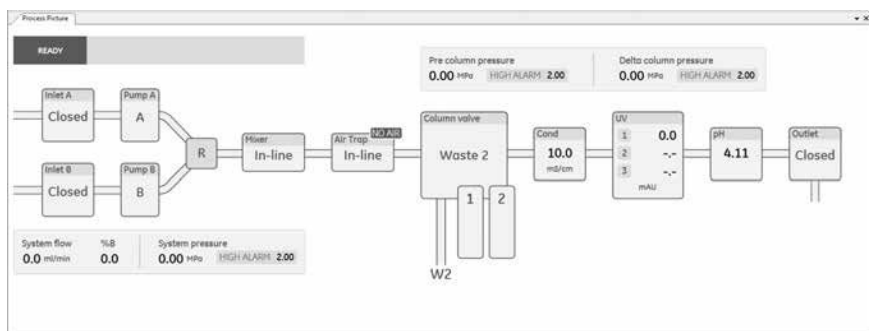 Process Picture
READY
Pre column pressure
0.00 MPa HIGH ALARM 2.00
Delta column pressure
0.00 MPa HIGH ALARM 2.00
Inlet A
Closed
Pump A
A
Inlet B
Closed
Pump B
B
R
Mixer
In-line
Air Trap
NO AIR
In-line
Column valve
Waste 2
1
2
W2
Cond
10.0
mS/cm
UV
1 0.0
2 -.-
3 -.-
mAU
pH
4.11
Outlet
Closed
System flow
0.0 ml/min
%B
0.0
System pressure
0.00 MPa HIGH ALARM 2.00